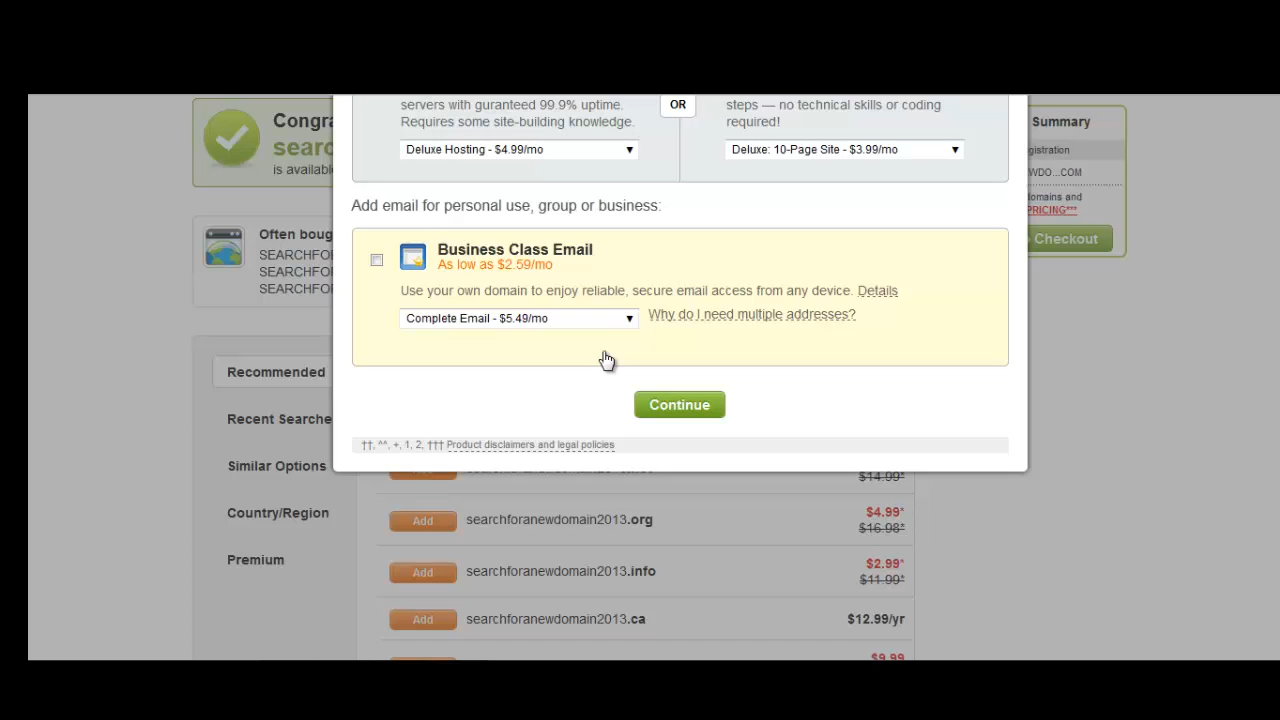 Congra
searc
is availabl
servers with guranteed 99.9% uptime.
Requires some site-building knowledge.
Deluxe Hosting - $4.99/mo
OR
steps — no technical skills or coding
required!
Deluxe: 10-Page Site - $3.99/mo
Summary
gistration
WDO...COM
omains and
PRICING***
Checkout
Often boug
SEARCHFOR
SEARCHFOR
SEARCHFOR
Add email for personal use, group or business:
Business Class Email
As low as $2.59/mo
Use your own domain to enjoy reliable, secure email access from any device. Details
Complete Email - $5.49/mo
Why do I need multiple addresses?
Continue
††, ^^, +, 1, 2, ††† Product disclaimers and legal policies
Recommended
Recent Searche
Similar Options
Country/Region
Premium
$14.99*
Add
searchforanewdomain2013.org
$4.99*
$16.98*
Add
searchforanewdomain2013.info
$2.99*
$11.99*
Add
searchforanewdomain2013.ca
$12.99/yr
$9.99